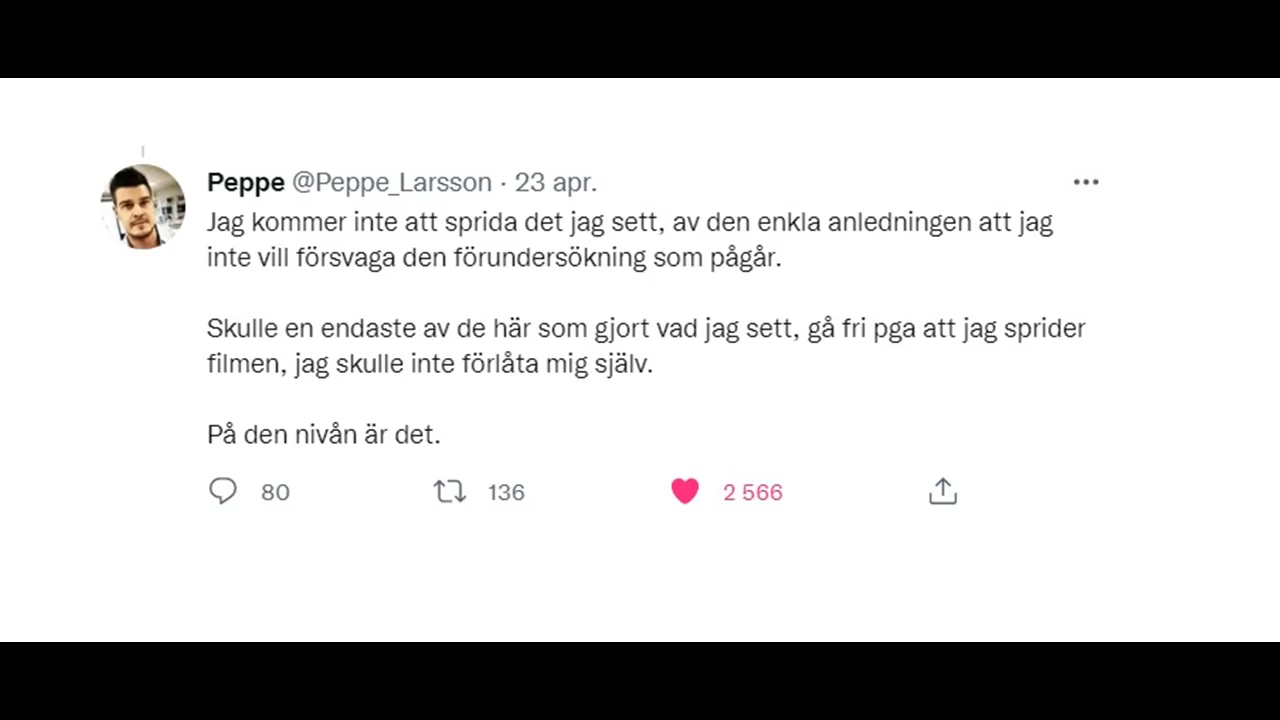 Peppe @Peppe_Larsson · 23 apr.
Jag kommer inte att sprida det jag sett, av den enkla anledningen att jag
inte vill försvaga den förundersökning som pågår.
Skulle en endaste av de här som gjort vad jag sett, gå fri pga att jag sprider
filmen, jag skulle inte förlåta mig själv.
På den nivån är det.
80 136 2 566